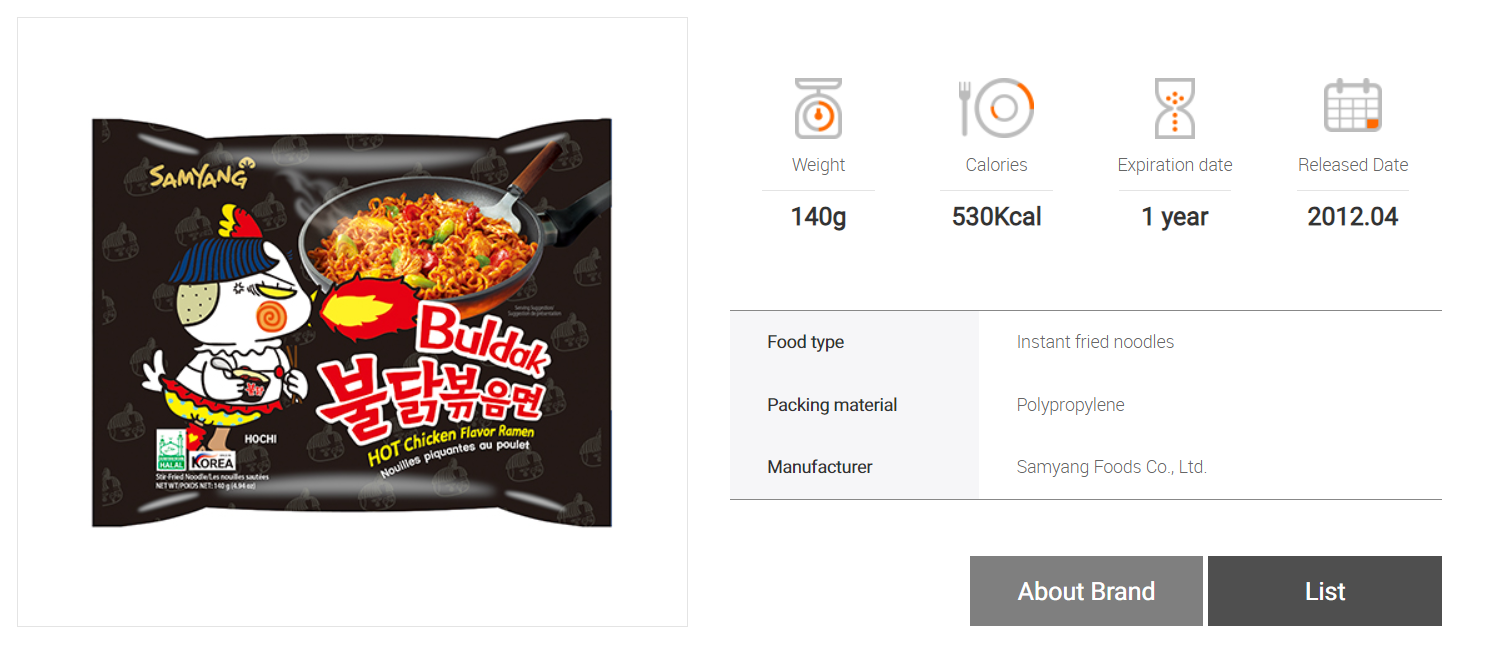 SAMYANG
Serving Suggestion/
Suggestion de présentation
Buldak
불닭볶음면
HOT Chicken Flavor Ramen
Nouilles piquantes au poulet
불닭
HOCHI
HALAL
KOREA
Stir-Fried Noodle/Les nouilles sautées
NET WT/POIDS NET: 140 g (4.94 oz)
Weight
140g
Calories
530Kcal
Expiration date
1 year
Released Date
2012.04
Food type
Instant fried noodles
Packing material
Polypropylene
Manufacturer
Samyang Foods Co., Ltd.
About Brand
List